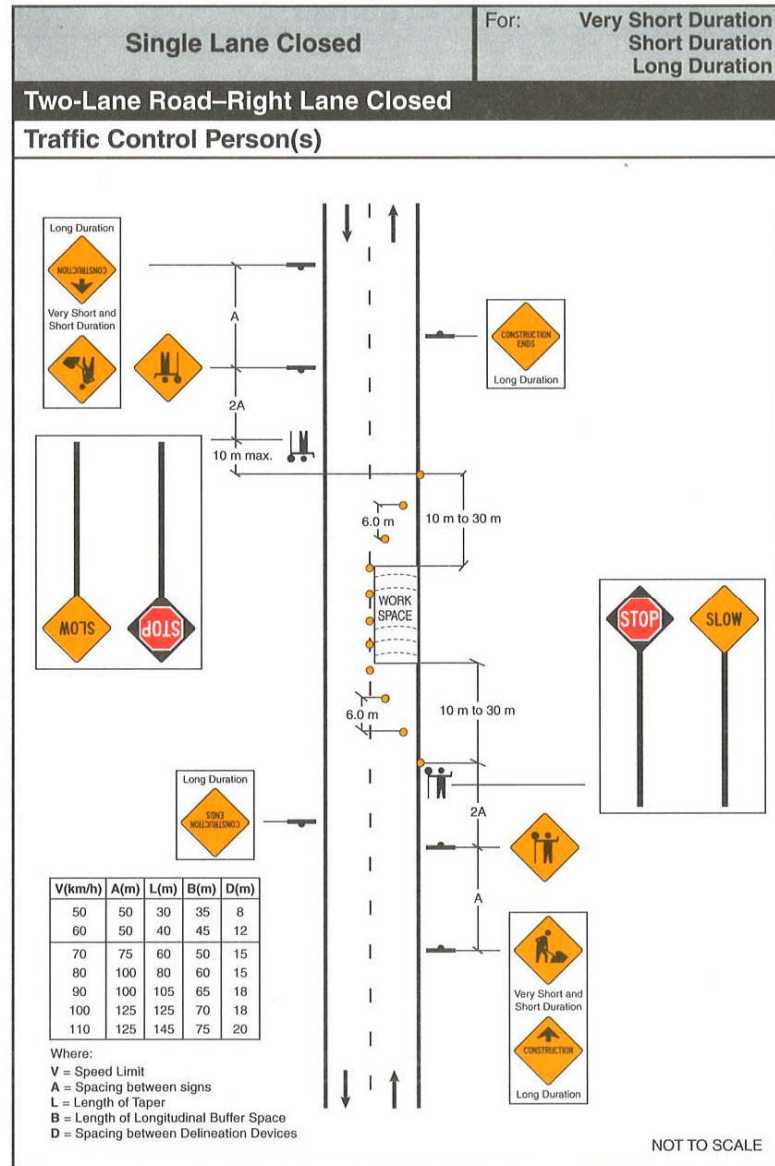 Single Lane Closed
For: Very Short Duration
Short Duration
Long Duration
Two-Lane Road–Right Lane Closed
Traffic Control Person(s)
Long Duration
CONSTRUCTION
Very Short and
Short Duration
A
2A
10 m max.
CONSTRUCTION
ENDS
Long Duration
SLOW
STOP
6.0 m
10 m to 30 m
WORK
SPACE
STOP
SLOW
6.0 m
10 m to 30 m
Long Duration
CONSTRUCTION
ENDS
2A
A
Very Short and
Short Duration
CONSTRUCTION
Long Duration
V(km/h) A(m) L(m) B(m) D(m)
50 50 30 35 8
60 50 40 45 12
70 75 60 50 15
80 100 80 60 15
90 100 105 65 18
100 125 125 70 18
110 125 145 75 20
Where:
V = Speed Limit
A = Spacing between signs
L = Length of Taper
B = Length of Longitudinal Buffer Space
D = Spacing between Delineation Devices
NOT TO SCALE